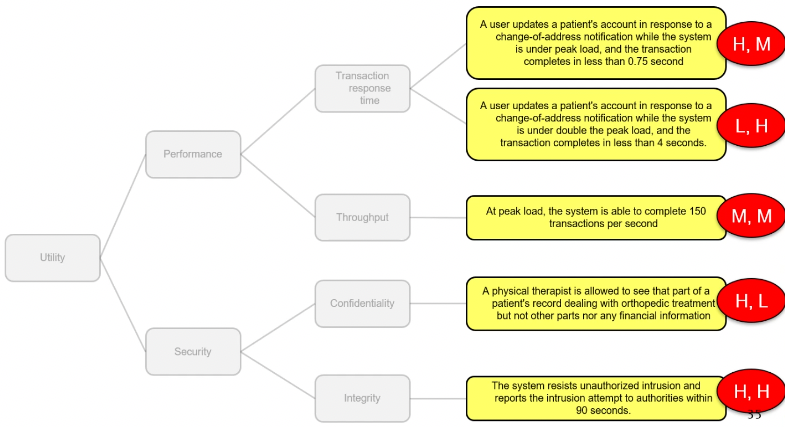 Utility
Performance
Security
Transaction
response
time
Throughput
Confidentiality
Integrity
A user updates a patient's account in response to a
change-of-address notification while the system
is under peak load, and the transaction
completes in less than 0.75 second
H, M
A user updates a patient's account in response to a
change-of-address notification while the system
is under double the peak load, and the
transaction completes in less than 4 seconds.
L, H
At peak load, the system is able to complete 150
transactions per second
M, M
A physical therapist is allowed to see that part of a
patient's record dealing with orthopedic treatment
but not other parts nor any financial information
H, L
The system resists unauthorized intrusion and
reports the intrusion attempt to authorities within
90 seconds.
H, H
35